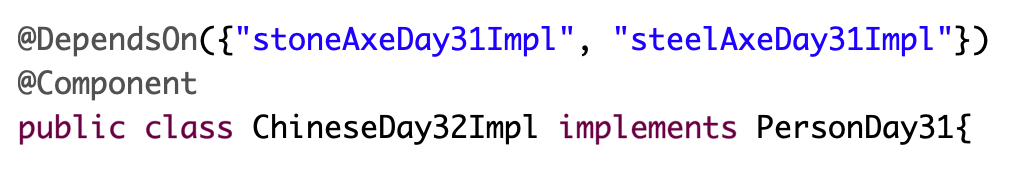 @DependsOn({"stoneAxeDay31Impl", "steelAxeDay31Impl"})
@Component
public class ChineseDay32Impl implements PersonDay31{